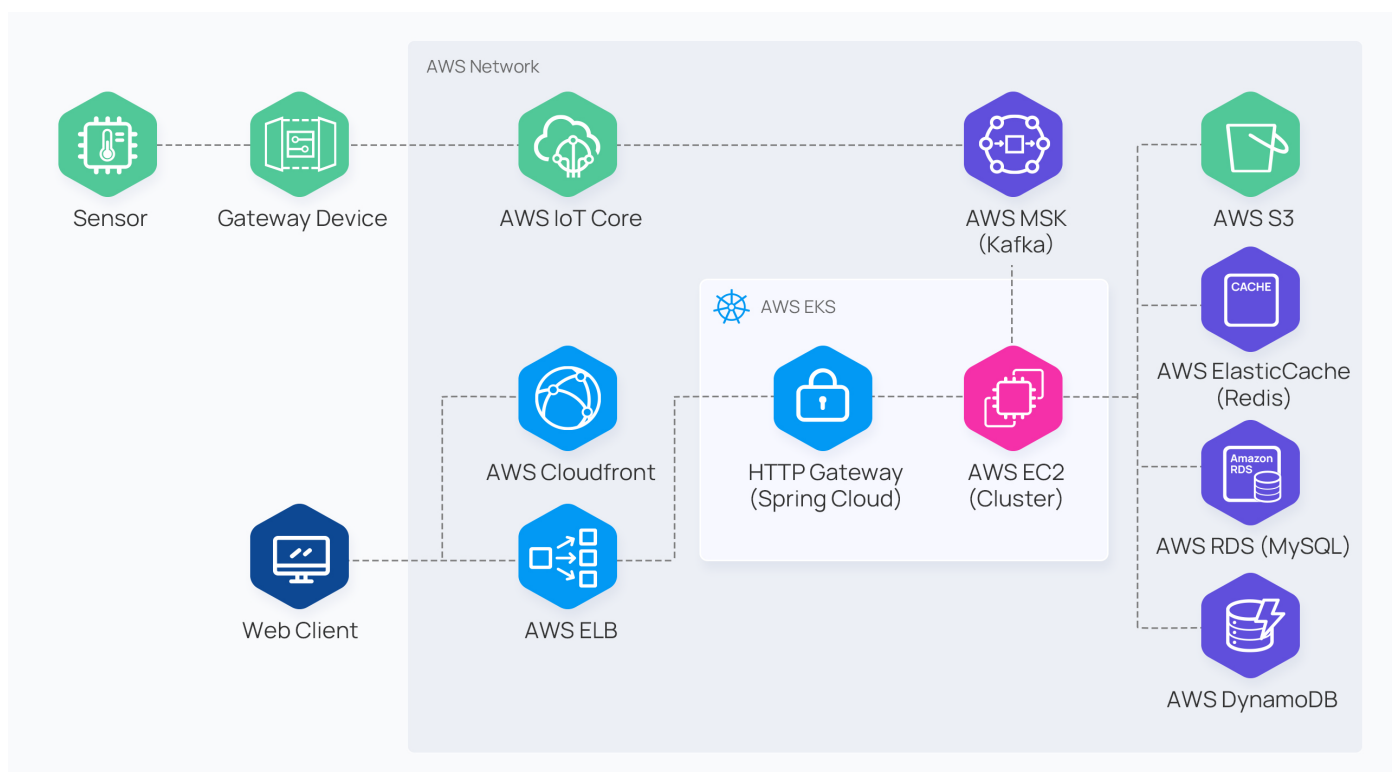 AWS Network
Sensor
Gateway Device
AWS IoT Core
AWS MSK
(Kafka)
AWS S3
AWS EKS
CACHE
AWS ElasticCache
(Redis)
AWS Cloudfront
HTTP Gateway
(Spring Cloud)
AWS EC2
(Cluster)
Amazon
RDS
AWS RDS (MySQL)
Web Client
AWS ELB
AWS DynamoDB